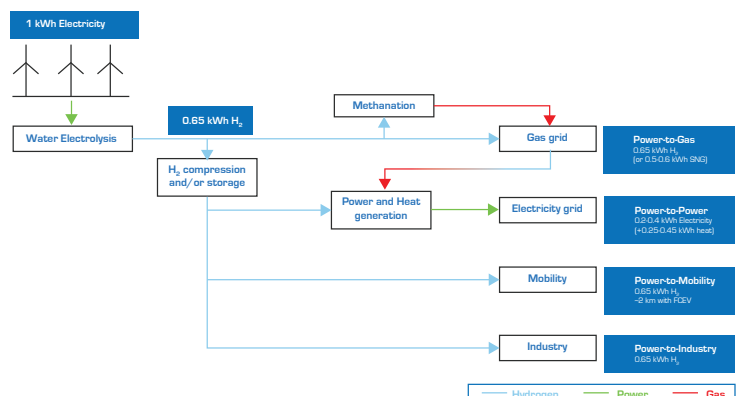 1 kWh Electricity
Water Electrolysis
0.65 kWh H₂
H₂ compression
and/or storage
Methanation
Gas grid
Power-to-Gas
0.65 kWh H₂
(or 0.5-0.6 kWh SNG)
Power and Heat
generation
Electricity grid
Power-to-Power
0.2-0.4 kWh Electricity
(+0.25-0.45 kWh heat)
Mobility
Power-to-Mobility
0.65 kWh H₂
~2 km with FCEV
Industry
Power-to-Industry
0.65 kWh H₂
Hydrogen
Power
Gas